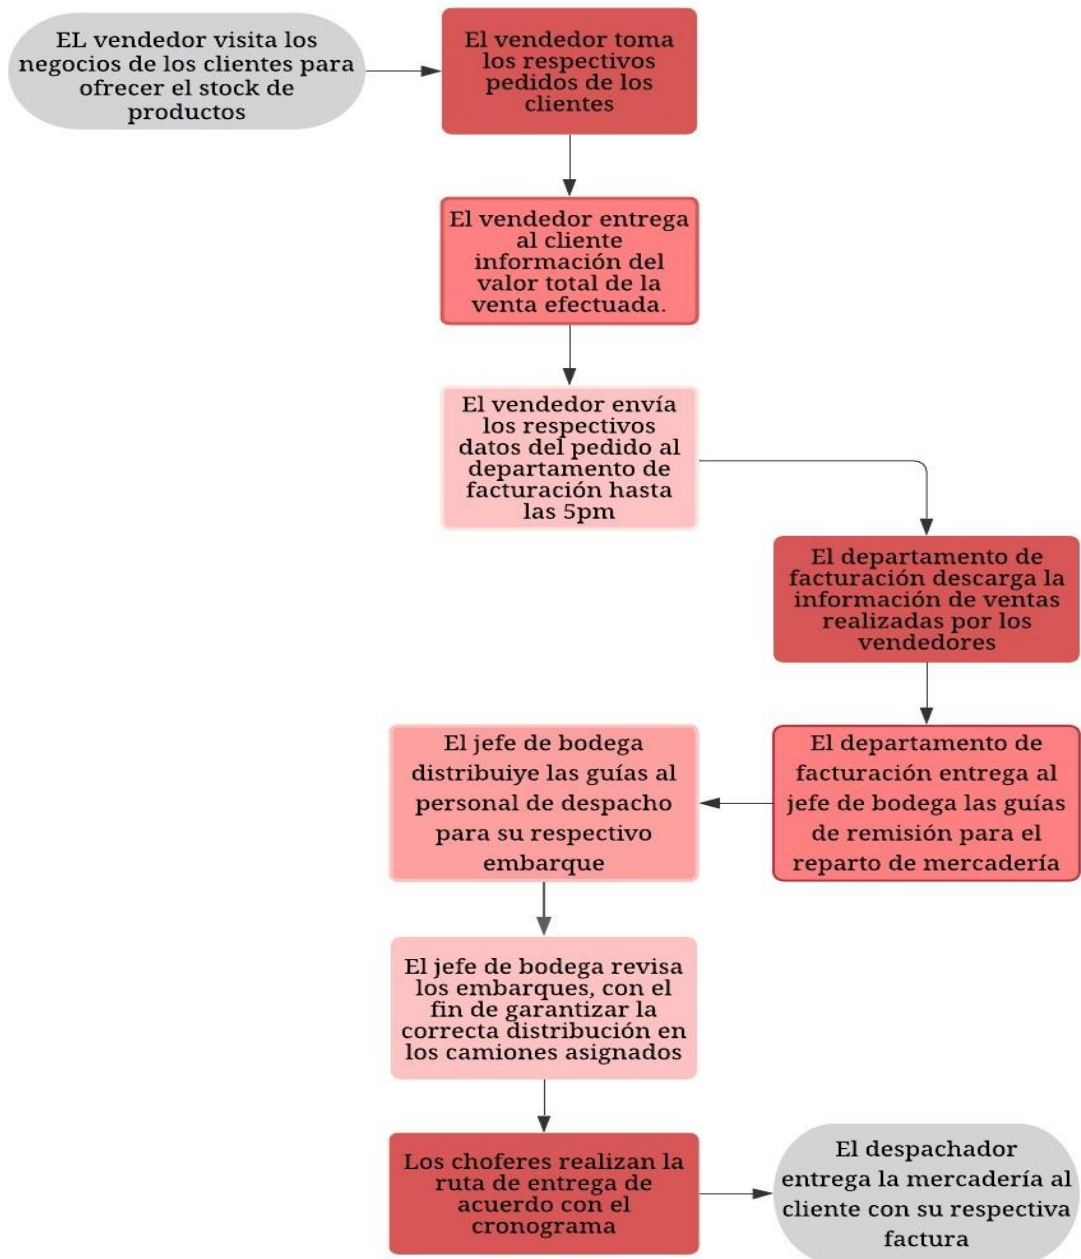 EL vendedor visita los
negocios de los clientes para
ofrecer el stock de
productos
El vendedor toma
los respectivos
pedidos de los
clientes
El vendedor entrega
al cliente
información del
valor total de la
venta efectuada.
El vendedor envía
los respectivos
datos del pedido al
departamento de
facturación hasta
las 5pm
El departamento de
facturación descarga la
información de ventas
realizadas por los
vendedores
El departamento de
facturación entrega al
jefe de bodega las guías
de remisión para el
reparto de mercadería
El jefe de bodega
distribuiye las guías al
personal de despacho
para su respectivo
embarque
El jefe de bodega revisa
los embarques, con el
fin de garantizar la
correcta distribución en
los camiones asignados
Los choferes realizan la
ruta de entrega de
acuerdo con el
cronograma
El despachador
entrega la mercadería al
cliente con su respectiva
factura